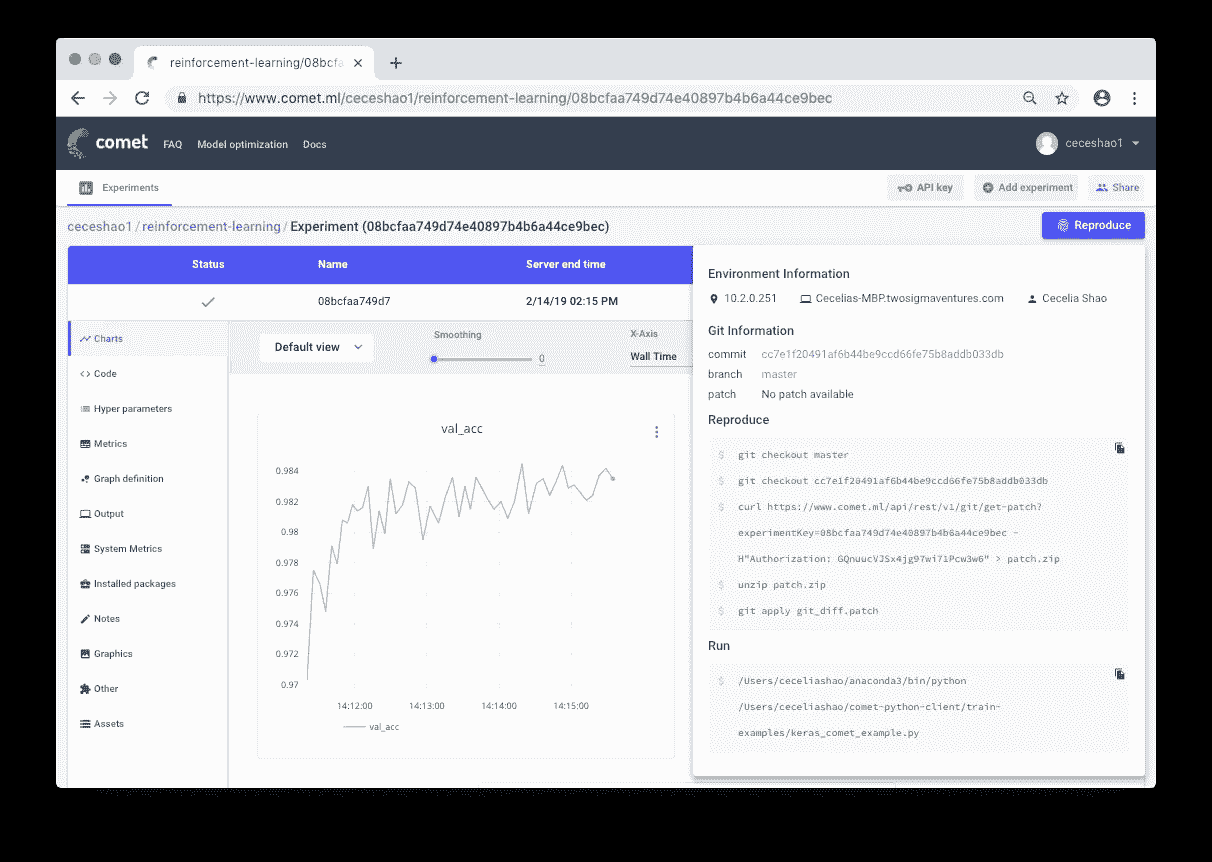 reinforcement-learning/08bcfa
https://www.comet.ml/ceceshao1/reinforcement-learning/08bcfaa749d74e40897b4b6a44ce9bec
comet FAQ Model optimization Docs ceceshao1
Experiments API key Add experiment Share
ceceshao1 / reinforcement-learning / Experiment (08bcfaa749d74e40897b4b6a44ce9bec) Reproduce
Status Name Server end time
08bcfaa749d7 2/14/19 02:15 PM
Charts
Code
Hyper parameters
Metrics
Graph definition
Output
System Metrics
Installed packages
Notes
Graphics
Other
Assets
Default view
Smoothing
0
X-Axis
Wall Time
val_acc
0.984
0.982
0.98
0.978
0.976
0.974
0.972
0.97
14:12:00 14:13:00 14:14:00 14:15:00
val_acc
Environment Information
10.2.0.251 Cecelias-MBP.twosigmaventures.com Cecelia Shao
Git Information
commit cc7e1f20491af6b44be9ccd66fe75b8addb033db
branch master
patch No patch available
Reproduce
$ git checkout master
$ git checkout cc7e1f20491af6b44be9ccd66fe75b8addb033db
$ curl https://www.comet.ml/api/rest/v1/git/get-patch?
experimentKey=08bcfaa749d74e40897b4b6a44ce9bec -
H"Authorization: GQnuucVJSx4jg97wi71Pcw3w6" > patch.zip
$ unzip patch.zip
$ git apply git_diff.patch
Run
$ /Users/ceceliashao/anaconda3/bin/python
/Users/ceceliashao/comet-python-client/train-
examples/keras_comet_example.py